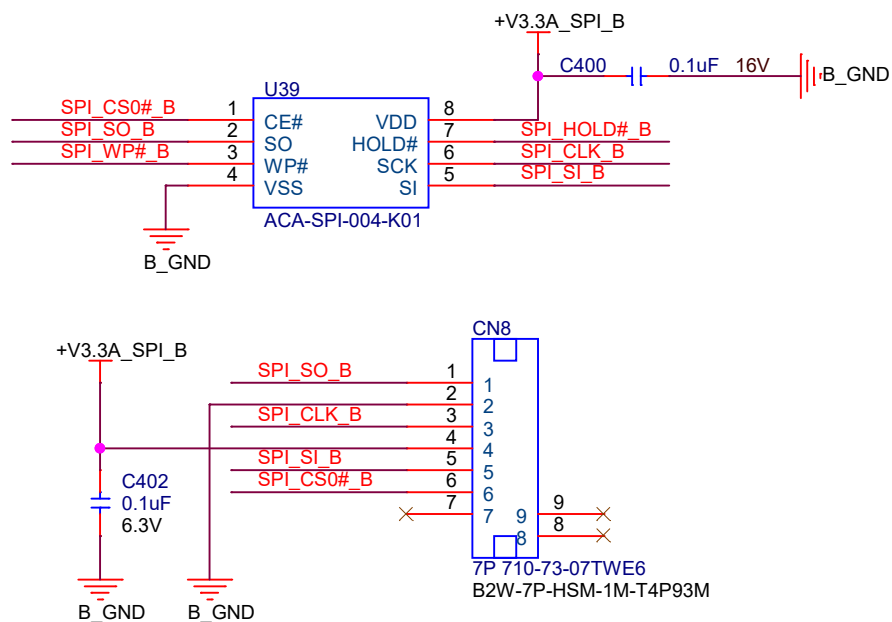 +V3.3A_SPI_B
C400 0.1uF 16V B_GND
U39
SPI_CS0#_B 1 CE# VDD 8
SPI_SO_B 2 SO HOLD# 7 SPI_HOLD#_B
SPI_WP#_B 3 WP# SCK 6 SPI_CLK_B
4 VSS SI 5 SPI_SI_B
ACA-SPI-004-K01
B_GND
CN8
+V3.3A_SPI_B
SPI_SO_B 1 1
2 2
SPI_CLK_B 3 3
4 4
SPI_SI_B 5 5
SPI_CS0#_B 6 6
7 7 9 9
8 8
C402
0.1uF
6.3V
7P 710-73-07TWE6
B2W-7P-HSM-1M-T4P93M
B_GND B_GND